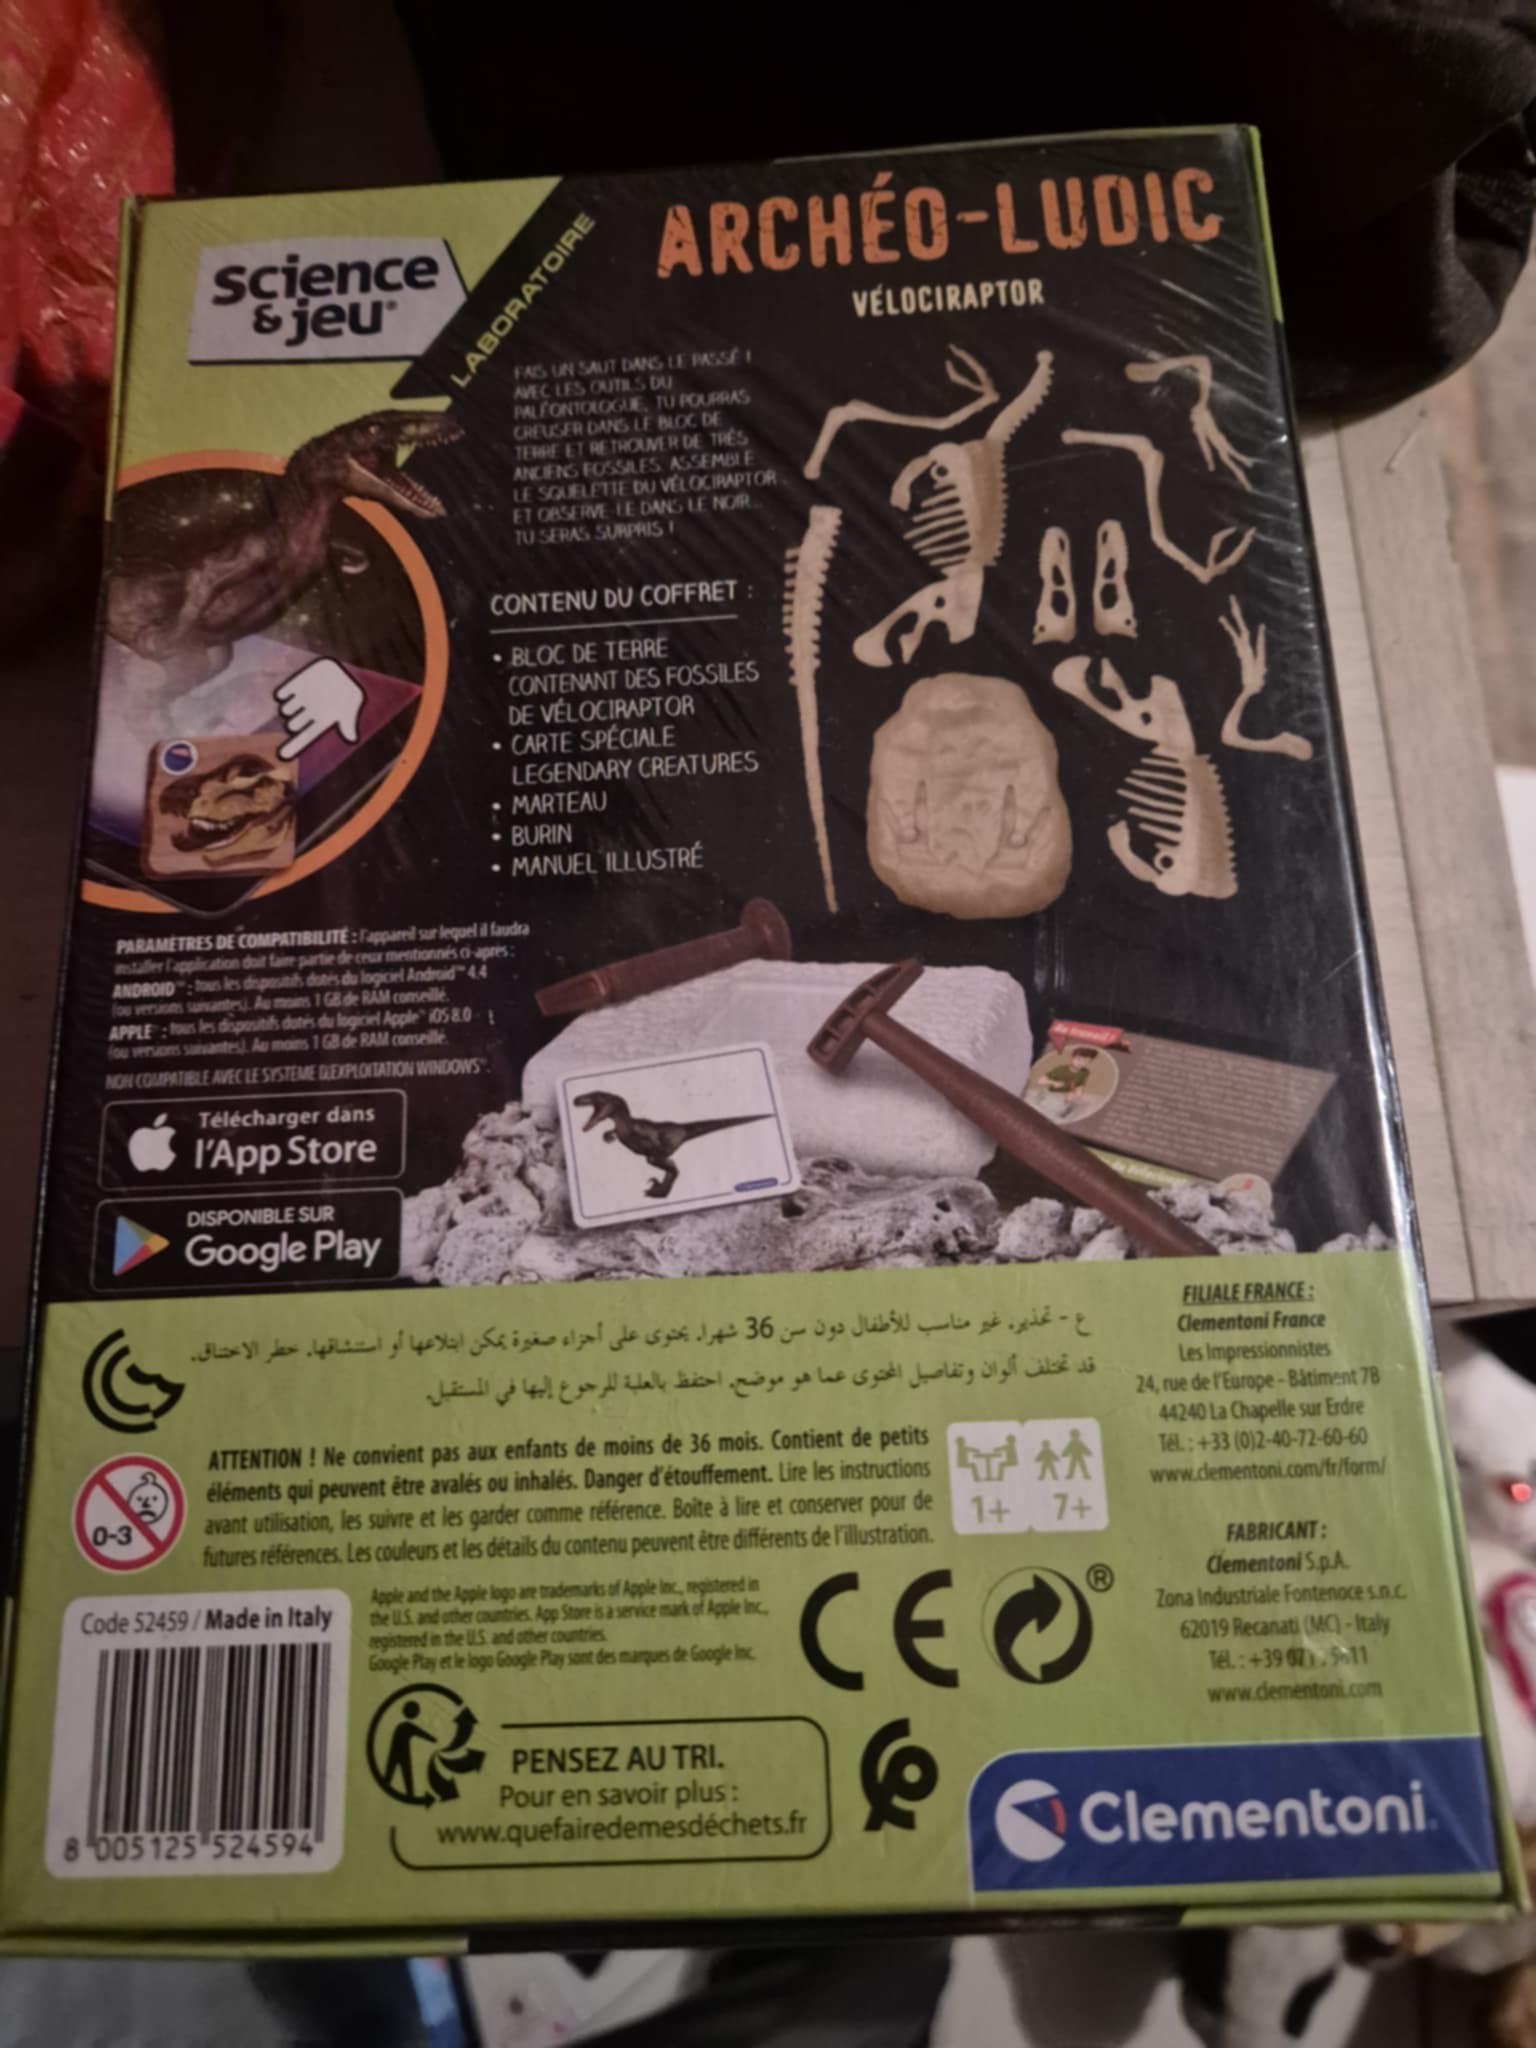 science
& jeu®
LABORATOIRE
ARCHÉO-LUDIC
VÉLOCIRAPTOR
FAIS UN SAUT DANS LE PASSÉ !
AVEC LES OUTILS DU
PALÉONTOLOGUE, TU POURRAS
CREUSER DANS LE BLOC DE
TERRE ET RETROUVER DE TRÈS
ANCIENS FOSSILES. ASSEMBLE
LE SQUELETTE DU VÉLOCIRAPTOR
ET OBSERVE-LE DANS LE NOIR...
TU SERAS SURPRIS !
CONTENU DU COFFRET :
• BLOC DE TERRE
CONTENANT DES FOSSILES
DE VÉLOCIRAPTOR
• CARTE SPÉCIALE
LEGENDARY CREATURES
• MARTEAU
• BURIN
• MANUEL ILLUSTRÉ
PARAMÈTRES DE COMPATIBILITÉ : l'appareil sur lequel il faudra
installer l'application doit faire partie de ceux mentionnés ci-après :
ANDROID™ : tous les dispositifs dotés du logiciel Android™ 4.4
(ou versions suivantes). Au moins 1 GB de RAM conseillé.
APPLE® : tous les dispositifs dotés du logiciel Apple® iOS 8.0
(ou versions suivantes). Au moins 1 GB de RAM conseillé.
NON COMPATIBLE AVEC LE SYSTÈME D'EXPLOITATION WINDOWS™.
Télécharger dans
l'App Store
DISPONIBLE SUR
Google Play
ع - تحذير. غير مناسب للأطفال دون سن 36 شهرا. يحتوى على أجزاء صغيرة يمكن ابتلاعها أو استنشاقها. خطر الاختناق.
قد تختلف ألوان وتفاصيل المحتوى عما هو موضح. احتفظ بالعلبة للرجوع إليها في المستقبل.
0-3
ATTENTION ! Ne convient pas aux enfants de moins de 36 mois. Contient de petits
éléments qui peuvent être avalés ou inhalés. Danger d'étouffement. Lire les instructions
avant utilisation, les suivre et les garder comme référence. Boîte à lire et conserver pour de
futures références. Les couleurs et les détails du contenu peuvent être différents de l'illustration.
1+ 7+
FILIALE FRANCE :
Clementoni France
Les Impressionnistes
24, rue de l'Europe - Bâtiment 7B
44240 La Chapelle sur Erdre
Tél. : +33 (0)2-40-72-60-60
www.clementoni.com/fr/form/
FABRICANT :
Clementoni S.p.A.
Zona Industriale Fontenoce s.n.c.
62019 Recanati (MC) - Italy
Tél. : +39 071
www.clementoni.com
Code 52459 / Made in Italy
8 005125 524594
Apple and the Apple logo are trademarks of Apple Inc., registered in
the U.S. and other countries. App Store is a service mark of Apple Inc.,
registered in the U.S. and other countries.
Google Play et le logo Google Play sont des marques de Google Inc.
CE
®
PENSEZ AU TRI.
Pour en savoir plus :
www.quefairedemesdéchets.fr
Clementoni